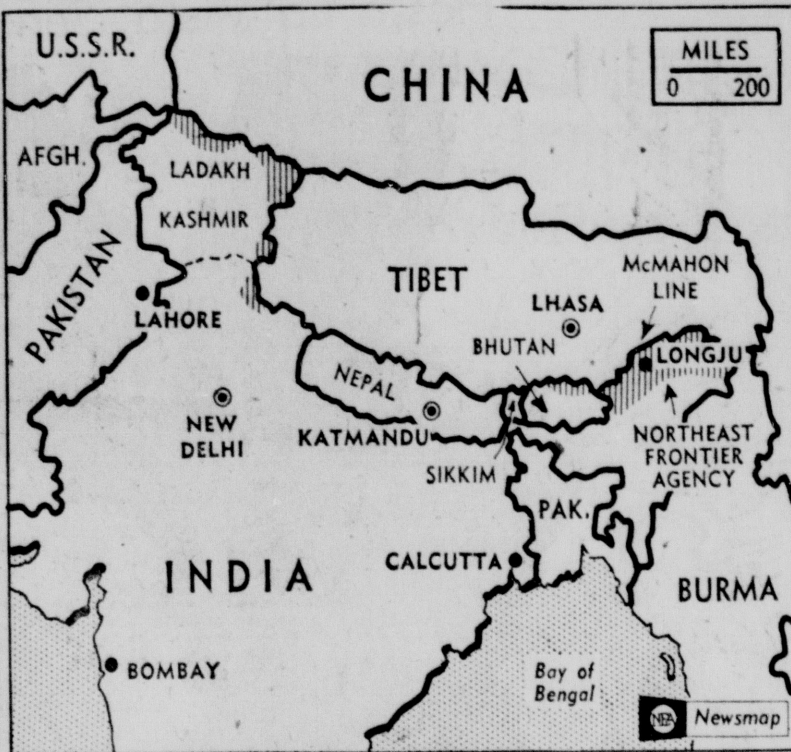 U.S.S.R.
CHINA
MILES
0 200
AFGH.
LADAKH
KASHMIR
PAKISTAN
TIBET
McMAHON
LINE
LAHORE
LHASA
BHUTAN
LONGJU
NEPAL
NEW
DELHI
KATMANDU
SIKKIM
NORTHEAST
FRONTIER
AGENCY
PAK.
CALCUTTA
INDIA
BURMA
BOMBAY
Bay of
Bengal
NEA Newsmap